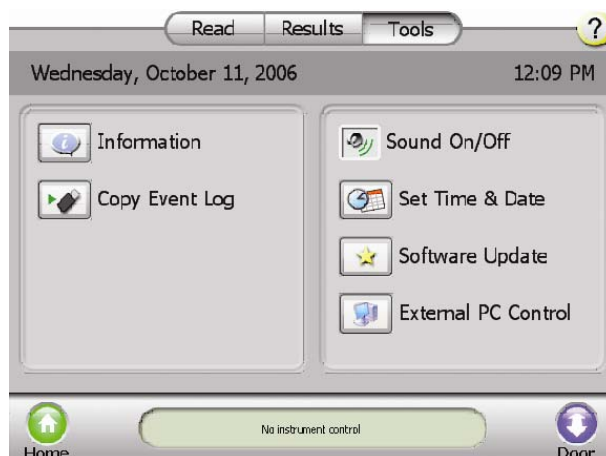 Read Results Tools
?
Wednesday, October 11, 2006 12:09 PM
Information
Copy Event Log
Sound On/Off
Set Time & Date
Software Update
External PC Control
No instrument control
Home
Door